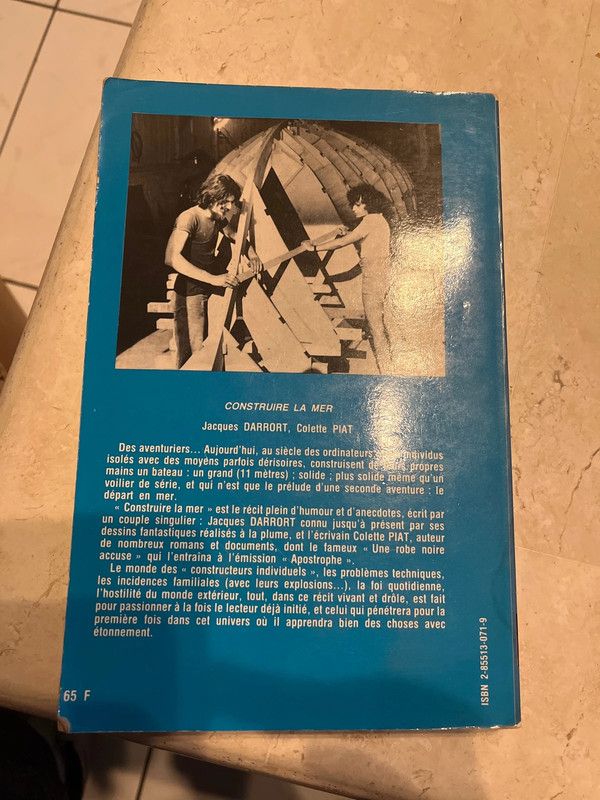 CONSTRUIRE LA MER
Jacques DARRORT, Colette PIAT
Des aventuriers... Aujourd'hui, au siècle des ordinateurs, individus
isolés avec des moyens parfois dérisoires, construisent de leurs propres
mains un bateau : un grand (11 mètres) ; solide ; plus solide même qu'un
voilier de série, et qui n'est que le prélude d'une seconde aventure : le
départ en mer.
« Construire la mer » est le récit plein d'humour et d'anecdotes, écrit par
un couple singulier : Jacques DARRORT connu jusqu'à présent par ses
dessins fantastiques réalisés à la plume, et l'écrivain Colette PIAT, auteur
de nombreux romans et documents, dont le fameux « Une robe noire
accuse » qui l'entraina à l'émission « Apostrophe ».
Le monde des « constructeurs individuels », les problèmes techniques,
les incidences familiales (avec leurs explosions...), la foi quotidienne,
l'hostilité du monde extérieur, tout, dans ce récit vivant et drôle, est fait
pour passionner à la fois le lecteur déjà initié, et celui qui pénétrera pour la
première fois dans cet univers où il apprendra bien des choses avec
étonnement.
65 F
ISBN 2-85513-071-9